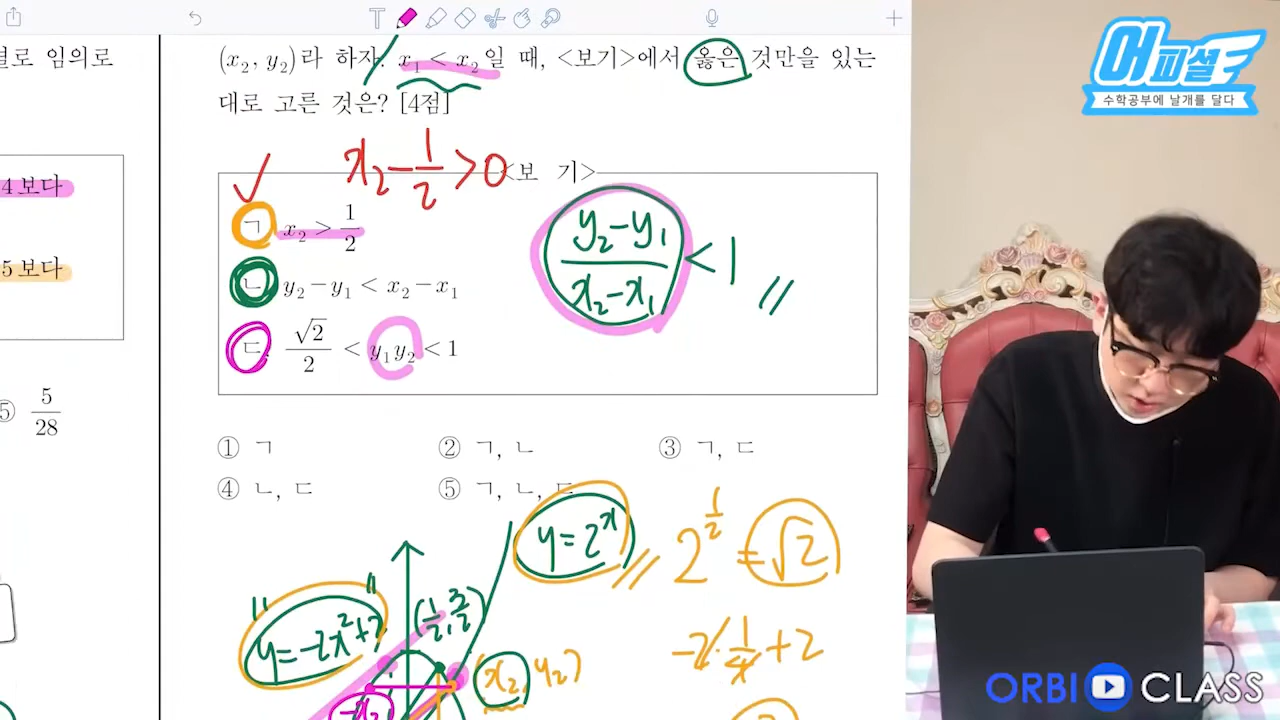 별로 임의로
4보다
5보다
⑤ 5/28
(x₂, y₂)라 하자. x₁ < x₂일 때, <보기>에서 옳은 것만을 있는
대로 고른 것은? [4점]
x₂ - 1/2 > 0
<보 기>
ㄱ. x₂ > 1/2
ㄴ. y₂ - y₁ < x₂ - x₁
ㄷ. √2/2 < y₁y₂ < 1
(y₂-y₁)/(x₂-x₁) < 1
① ㄱ ② ㄱ, ㄴ ③ ㄱ, ㄷ
④ ㄴ, ㄷ ⑤ ㄱ, ㄴ, ㄷ
y=2ˣ
2^(1/2) = √2
(1/2, 3/2)
(x₂, y₂)
-x₂
-2·1/4+2
어피셜
수학공부에 날개를 달다
ORBI CLASS